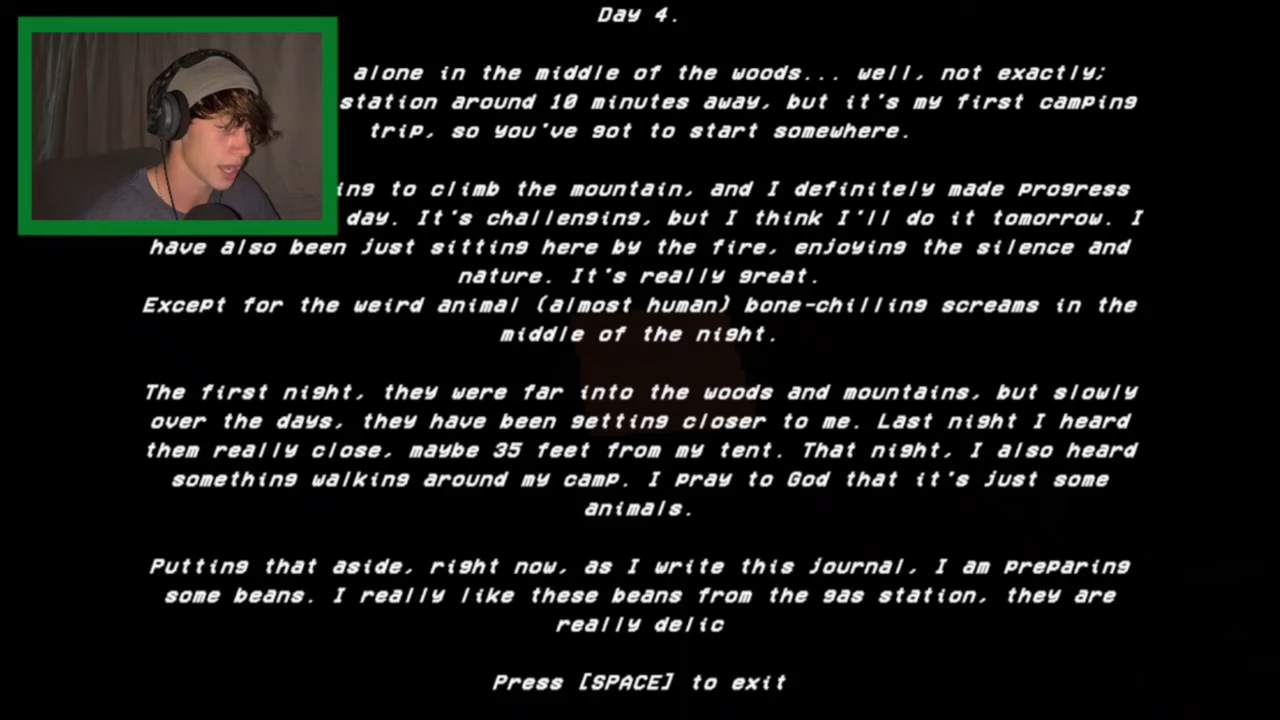 Day 4.
alone in the middle of the woods... well, not exactly;
station around 10 minutes away, but it's my first camping
trip, so you've got to start somewhere.
ing to climb the mountain, and I definitely made progress
day. It's challenging, but I think I'll do it tomorrow. I
have also been just sitting here by the fire, enjoying the silence and
nature. It's really great.
Except for the weird animal (almost human) bone-chilling screams in the
middle of the night.
The first night, they were far into the woods and mountains, but slowly
over the days, they have been getting closer to me. Last night I heard
them really close, maybe 35 feet from my tent. That night, I also heard
something walking around my camp. I pray to God that it's just some
animals.
Putting that aside, right now, as I write this journal, I am preparing
some beans. I really like these beans from the gas station, they are
really delic
Press [SPACE] to exit